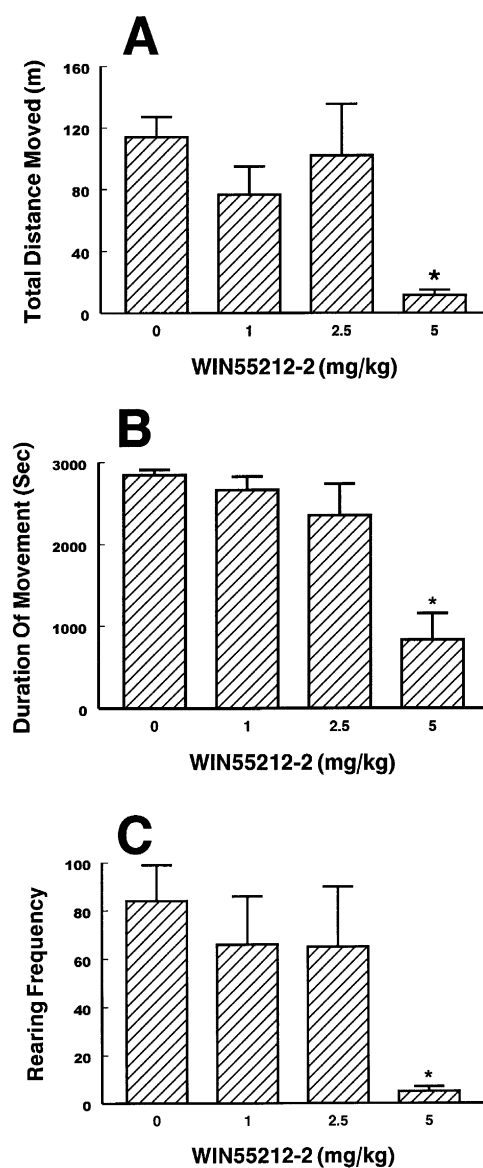 A
Total Distance Moved (m)
160
120
80
40
0
*
0 1 2.5 5
WIN55212-2 (mg/kg)
B
Duration Of Movement (Sec)
3000
2000
1000
0
*
0 1 2.5 5
WIN55212-2 (mg/kg)
C
Rearing Frequency
100
80
60
40
20
0
*
0 1 2.5 5
WIN55212-2 (mg/kg)